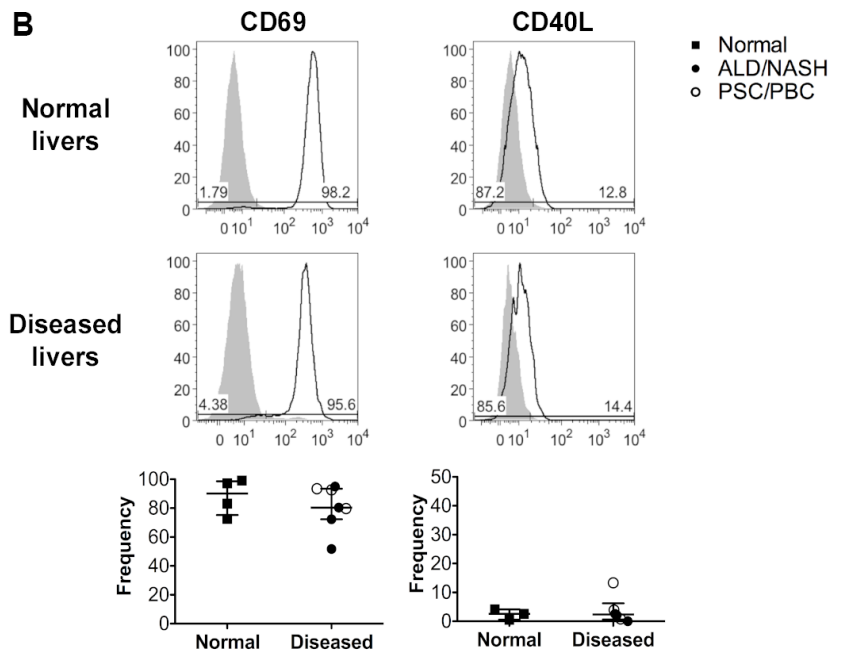 B
CD69
CD40L
Normal
ALD/NASH
PSC/PBC
Normal
livers
100
80
60
40
20
0
1.79
98.2
0 10¹ 10² 10³ 10⁴
100
80
60
40
20
0
87.2
12.8
0 10¹ 10² 10³ 10⁴
Diseased
livers
100
80
60
40
20
0
4.38
95.6
0 10¹ 10² 10³ 10⁴
100
80
60
40
20
0
85.6
14.4
0 10¹ 10² 10³ 10⁴
Frequency
100
80
60
40
20
0
Normal Diseased
Frequency
50
40
30
20
10
0
Normal Diseased